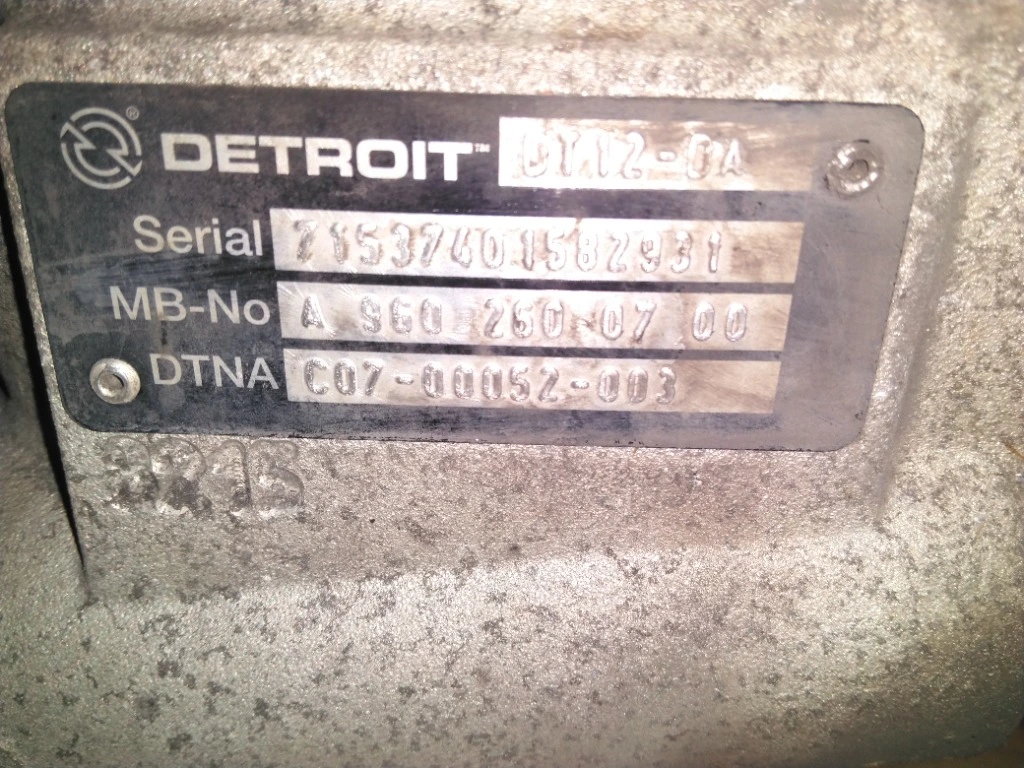 ® DETROIT™ DT12-DA
Serial 71537401582931
MB-No A 960 260 07 00
DTNA C07-00052-003